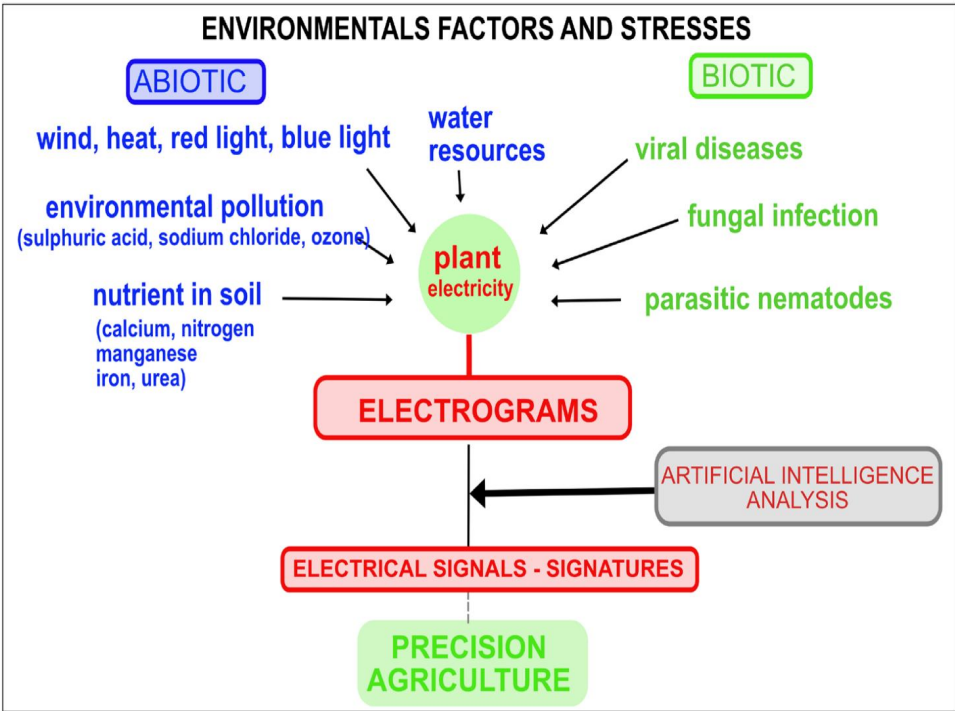 ENVIRONMENTALS FACTORS AND STRESSES
ABIOTIC
BIOTIC
wind, heat, red light, blue light
water
resources
viral diseases
environmental pollution
(sulphuric acid, sodium chloride, ozone)
fungal infection
plant
electricity
nutrient in soil
(calcium, nitrogen
manganese
iron, urea)
parasitic nematodes
ELECTROGRAMS
ARTIFICIAL INTELLIGENCE
ANALYSIS
ELECTRICAL SIGNALS - SIGNATURES
PRECISION
AGRICULTURE